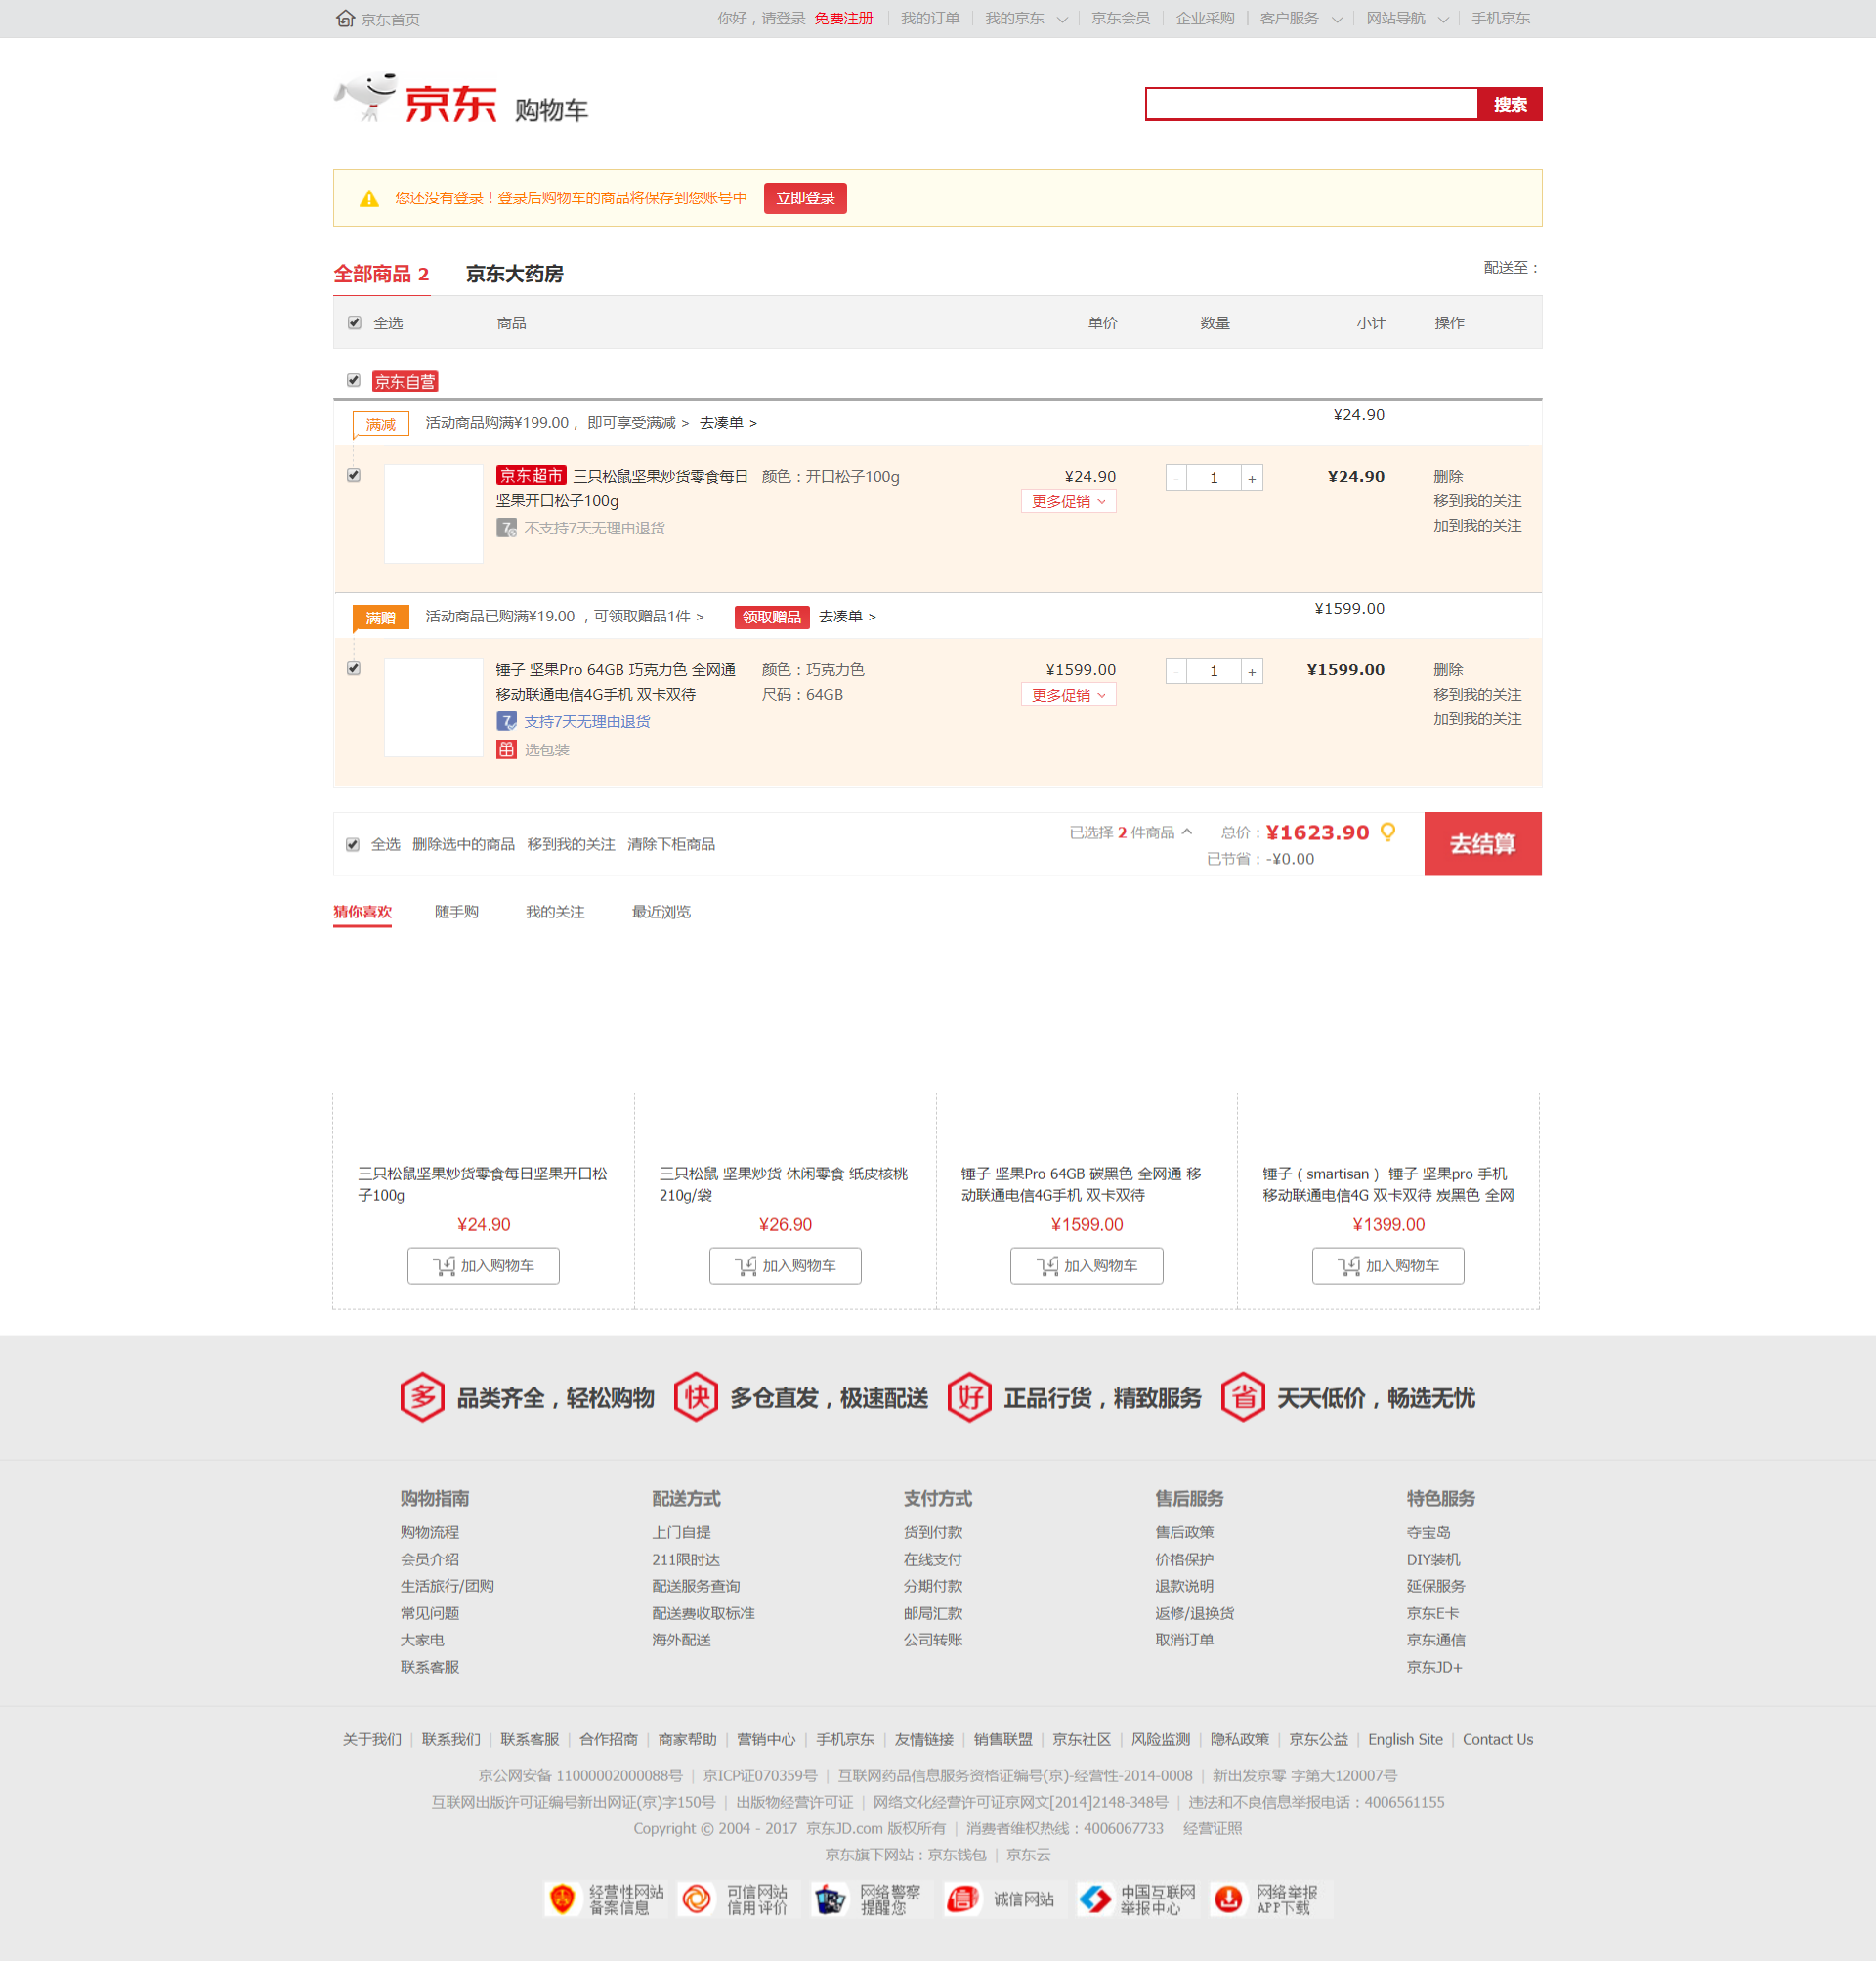 京东首页
你好，请登录 免费注册 我的订单 我的京东 京东会员 企业采购 客户服务 网站导航 手机京东
京东 购物车
搜索
您还没有登录！登录后购物车的商品将保存到您账号中 立即登录
全部商品 2 京东大药房 配送至：
全选 商品 单价 数量 小计 操作
京东自营
满减 活动商品购满¥199.00 ，即可享受满减 > 去凑单 > ¥24.90
京东超市 三只松鼠坚果炒货零食每日 颜色：开口松子100g ¥24.90 - 1 + ¥24.90 删除
坚果开口松子100g 更多促销 移到我的关注
7 不支持7天无理由退货 加到我的关注
满赠 活动商品已购满¥19.00 ，可领取赠品1件 > 领取赠品 去凑单 > ¥1599.00
锤子 坚果Pro 64GB 巧克力色 全网通 颜色：巧克力色 ¥1599.00 - 1 + ¥1599.00 删除
移动联通电信4G手机 双卡双待 尺码：64GB 更多促销 移到我的关注
7 支持7天无理由退货 加到我的关注
选包装
全选 删除选中的商品 移到我的关注 清除下柜商品 已选择 2 件商品 总价：¥1623.90 去结算
已节省：-¥0.00
猜你喜欢 随手购 我的关注 最近浏览
三只松鼠坚果炒货零食每日坚果开口松
子100g
¥24.90
加入购物车
三只松鼠 坚果炒货 休闲零食 纸皮核桃
210g/袋
¥26.90
加入购物车
锤子 坚果Pro 64GB 碳黑色 全网通 移
动联通电信4G手机 双卡双待
¥1599.00
加入购物车
锤子（smartisan） 锤子 坚果pro 手机
移动联通电信4G 双卡双待 炭黑色 全网
¥1399.00
加入购物车
多 品类齐全，轻松购物 快 多仓直发，极速配送 好 正品行货，精致服务 省 天天低价，畅选无忧
购物指南
购物流程
会员介绍
生活旅行/团购
常见问题
大家电
联系客服
配送方式
上门自提
211限时达
配送服务查询
配送费收取标准
海外配送
支付方式
货到付款
在线支付
分期付款
邮局汇款
公司转账
售后服务
售后政策
价格保护
退款说明
返修/退换货
取消订单
特色服务
夺宝岛
DIY装机
延保服务
京东E卡
京东通信
京东JD+
关于我们 | 联系我们 | 联系客服 | 合作招商 | 商家帮助 | 营销中心 | 手机京东 | 友情链接 | 销售联盟 | 京东社区 | 风险监测 | 隐私政策 | 京东公益 | English Site | Contact Us
京公网安备 11000002000088号 | 京ICP证070359号 | 互联网药品信息服务资格证编号(京)-经营性-2014-0008 | 新出发京零 字第大120007号
互联网出版许可证编号新出网证(京)字150号 | 出版物经营许可证 | 网络文化经营许可证京网文[2014]2148-348号 | 违法和不良信息举报电话：4006561155
Copyright © 2004 - 2017 京东JD.com 版权所有 | 消费者维权热线：4006067733 经营证照
京东旗下网站：京东钱包 | 京东云
经营性网站
备案信息
可信网站
信用评价
网络警察
提醒您
信 诚信网站
中国互联网
举报中心
网络举报
APP下载